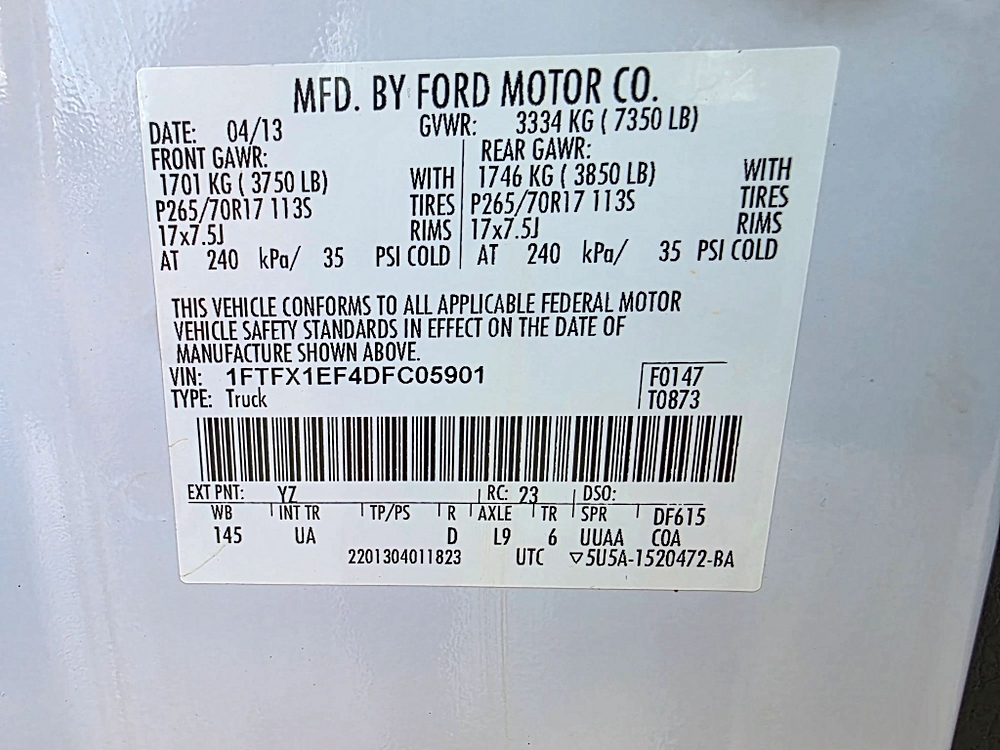 MFD. BY FORD MOTOR CO.
DATE: 04/13 GVWR: 3334 KG ( 7350 LB)
FRONT GAWR: REAR GAWR:
1701 KG ( 3750 LB) WITH 1746 KG ( 3850 LB) WITH
P265/70R17 113S TIRES P265/70R17 113S TIRES
17x7.5J RIMS 17x7.5J RIMS
AT 240 kPa/ 35 PSI COLD AT 240 kPa/ 35 PSI COLD
THIS VEHICLE CONFORMS TO ALL APPLICABLE FEDERAL MOTOR
VEHICLE SAFETY STANDARDS IN EFFECT ON THE DATE OF
MANUFACTURE SHOWN ABOVE.
VIN: 1FTFX1EF4DFC05901 F0147
TYPE: Truck T0873
EXT PNT: YZ RC: 23 DSO:
WB INT TR TP/PS R AXLE TR SPR DF615
145 UA D L9 6 UUAA COA
2201304011823 UTC ▽5U5A-1520472-BA